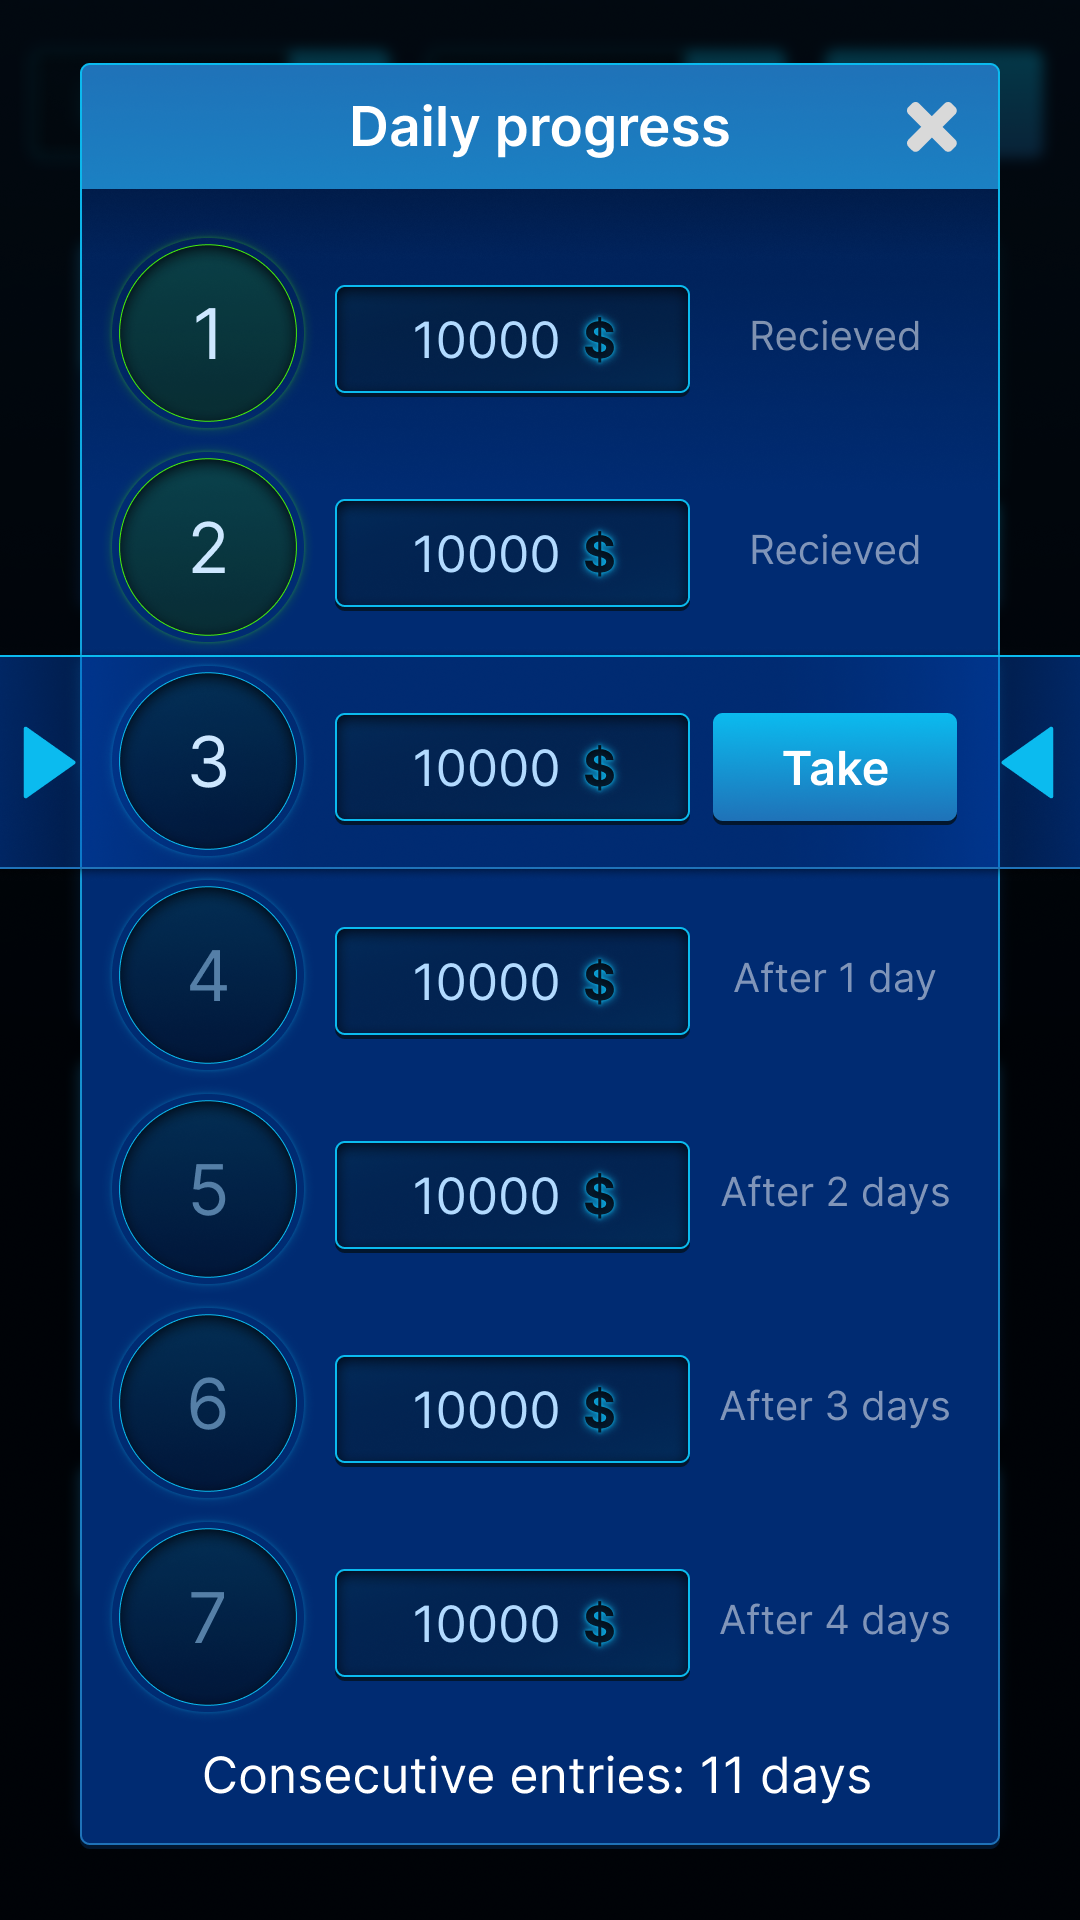 Daily progress
1 10000 $ Recieved
2 10000 $ Recieved
3 10000 $ Take
4 10000 $ After 1 day
5 10000 $ After 2 days
6 10000 $ After 3 days
7 10000 $ After 4 days
Consecutive entries: 11 days